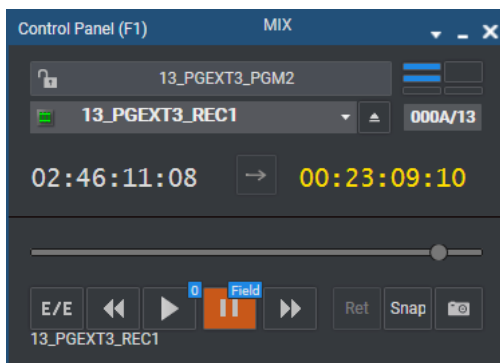 Control Panel (F1) MIX
13_PGEXT3_PGM2
13_PGEXT3_REC1 000A/13
02:46:11:08 00:23:09:10
0 Field
E/E Ret Snap
13_PGEXT3_REC1